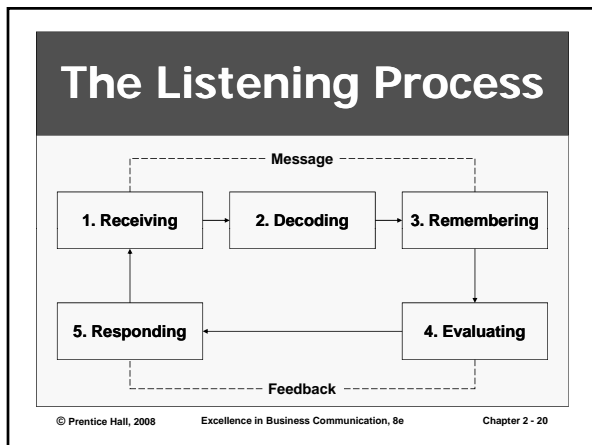 The Listening Process
Message
1. Receiving 2. Decoding 3. Remembering
5. Responding 4. Evaluating
Feedback
© Prentice Hall, 2008 Excellence in Business Communication, 8e Chapter 2 - 20